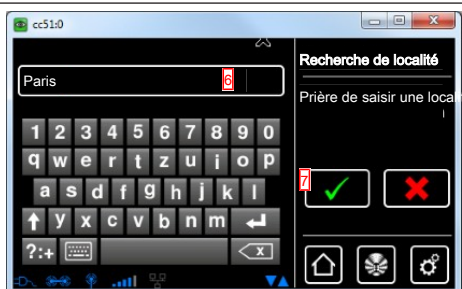 cc51:0
Recherche de localité
Paris
6
Prière de saisir une locali
1 2 3 4 5 6 7 8 9 0
q w e r t z u i o p
a s d f g h j k l
7
y x c v b n m
?:+
x